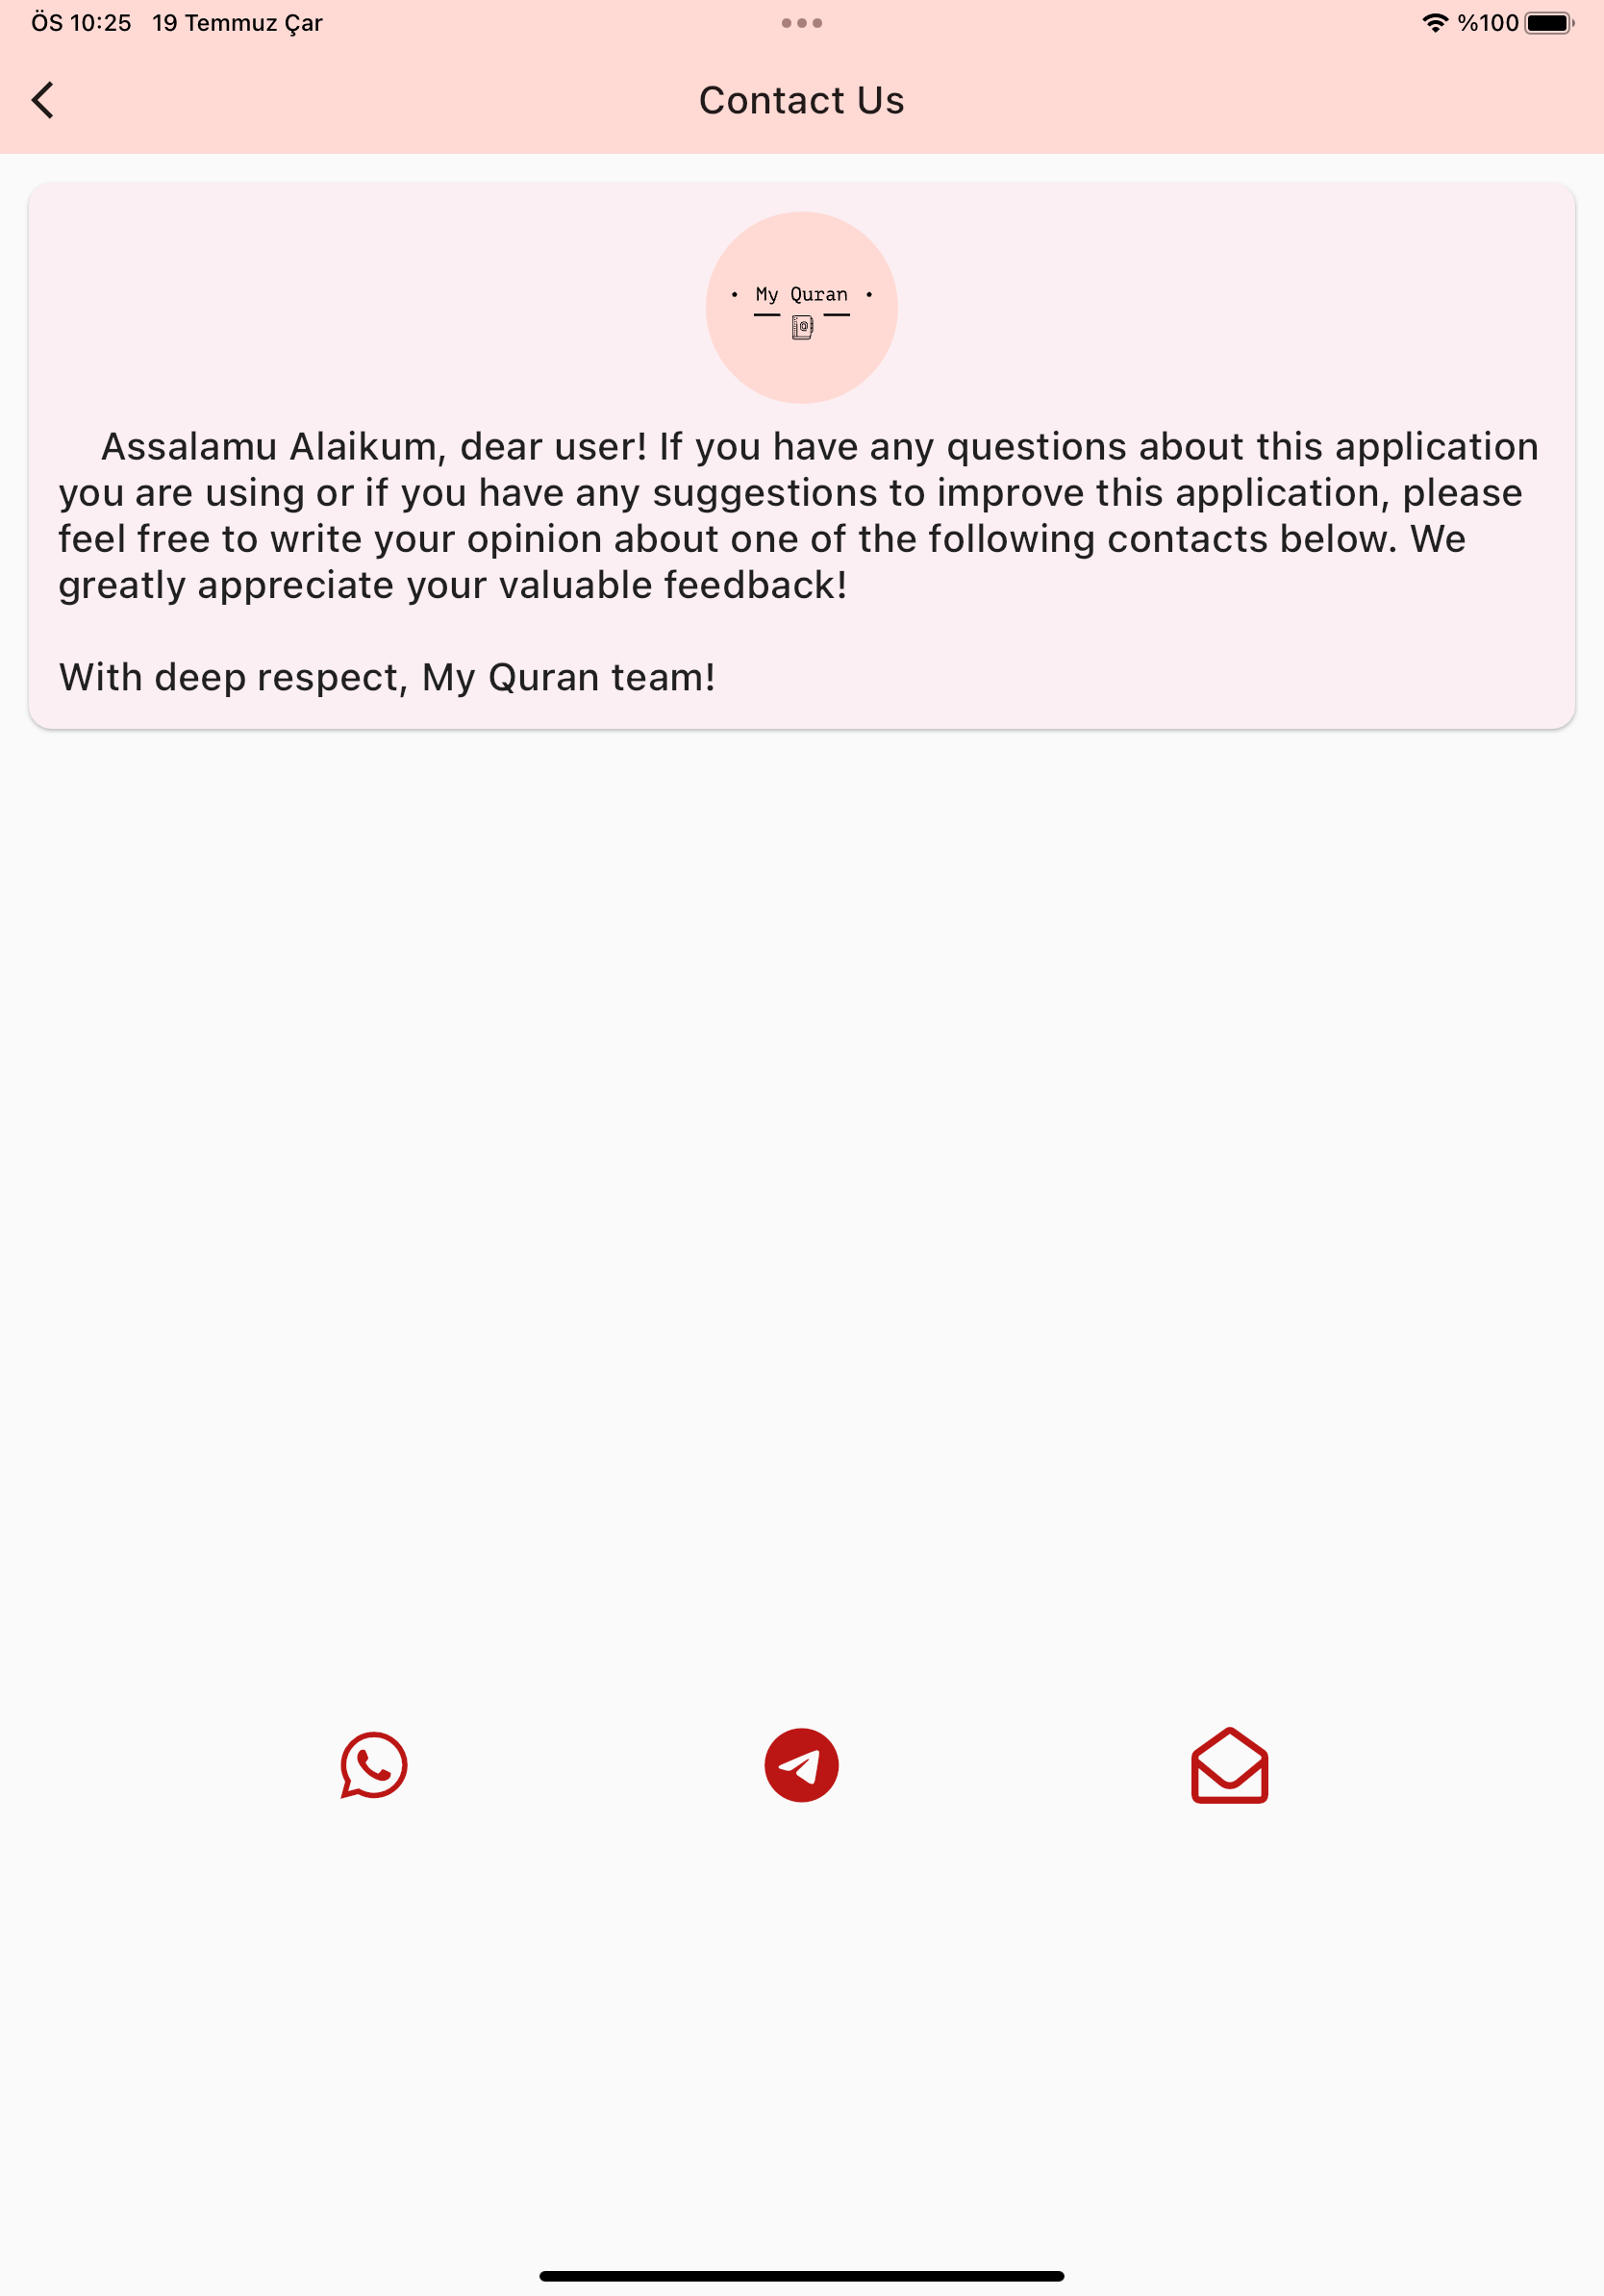 ÖS 10:25 19 Temmuz Çar
%100
Contact Us
• My Quran •
Assalamu Alaikum, dear user! If you have any questions about this application
you are using or if you have any suggestions to improve this application, please
feel free to write your opinion about one of the following contacts below. We
greatly appreciate your valuable feedback!
With deep respect, My Quran team!